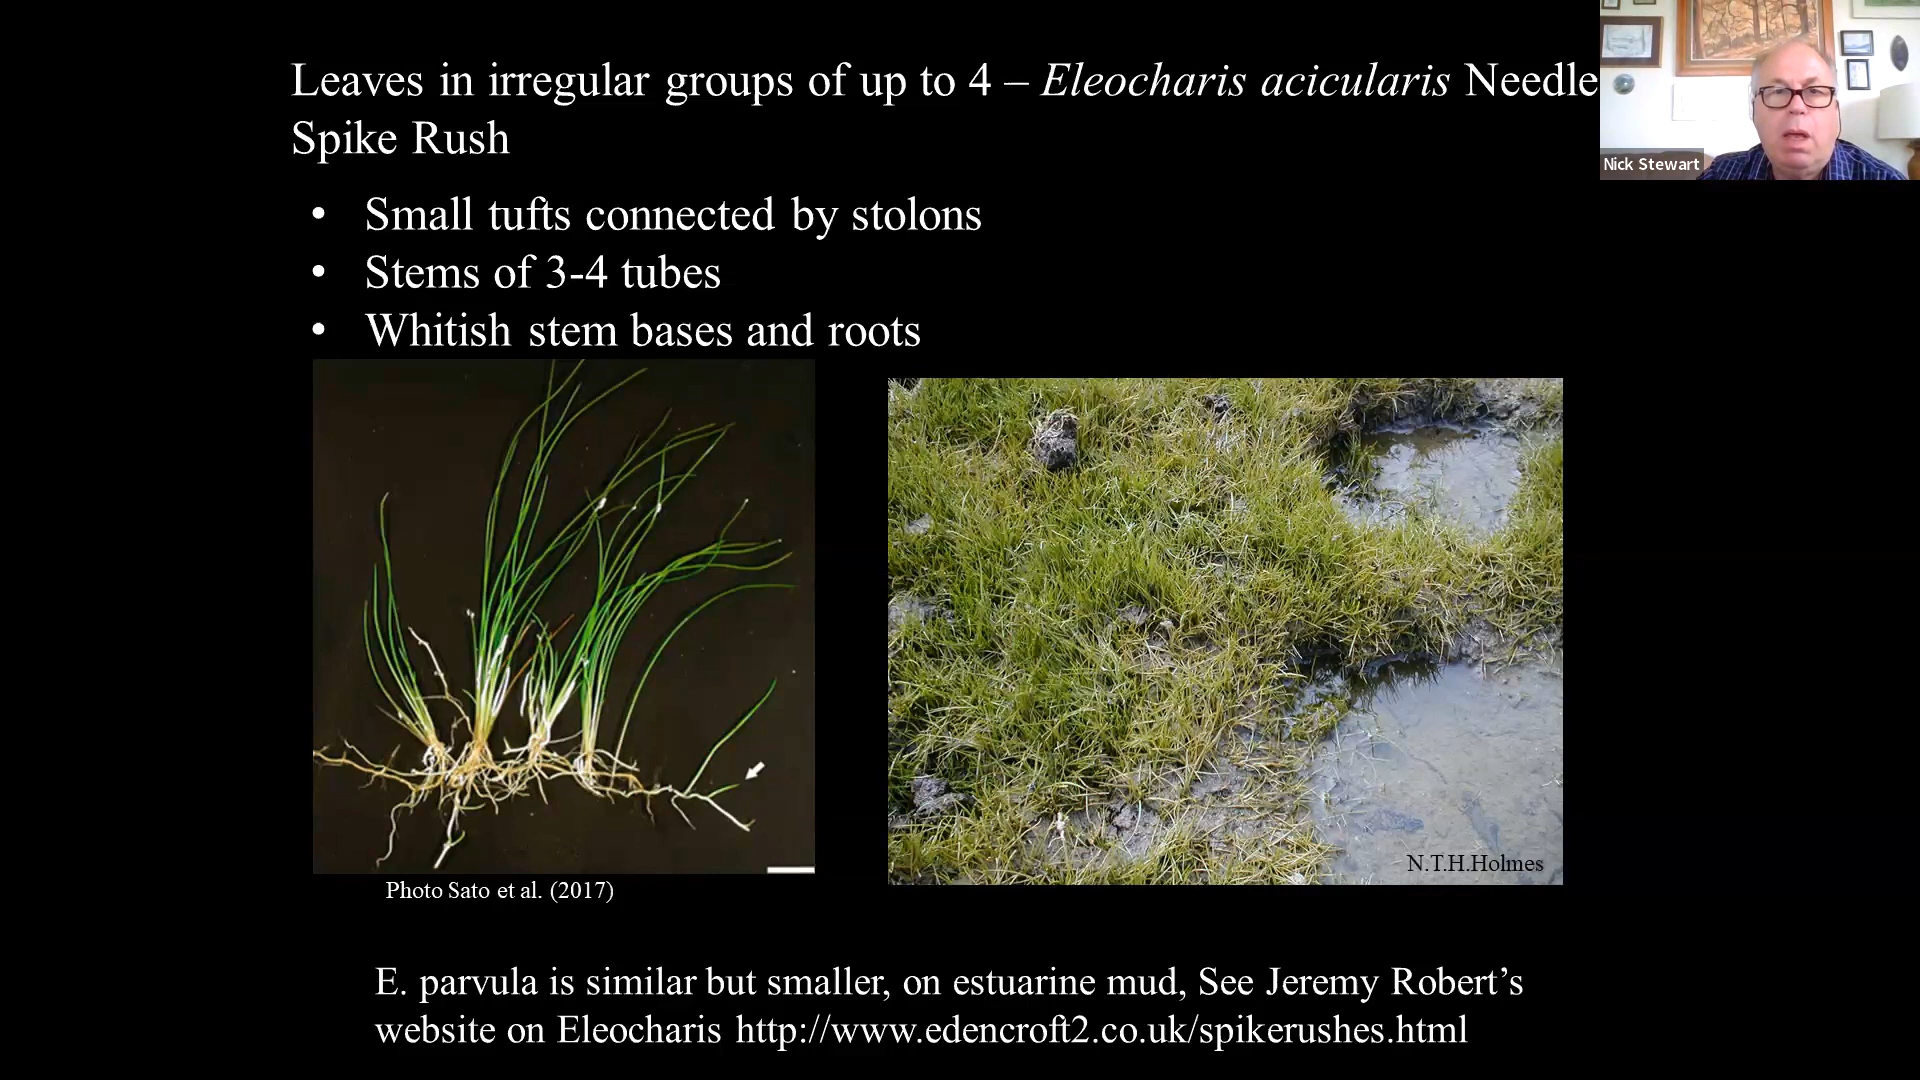 Leaves in irregular groups of up to 4 – Eleocharis acicularis Needle
Spike Rush
• Small tufts connected by stolons
• Stems of 3-4 tubes
• Whitish stem bases and roots
Nick Stewart
N.T.H.Holmes
Photo Sato et al. (2017)
E. parvula is similar but smaller, on estuarine mud, See Jeremy Robert’s
website on Eleocharis http://www.edencroft2.co.uk/spikerushes.html